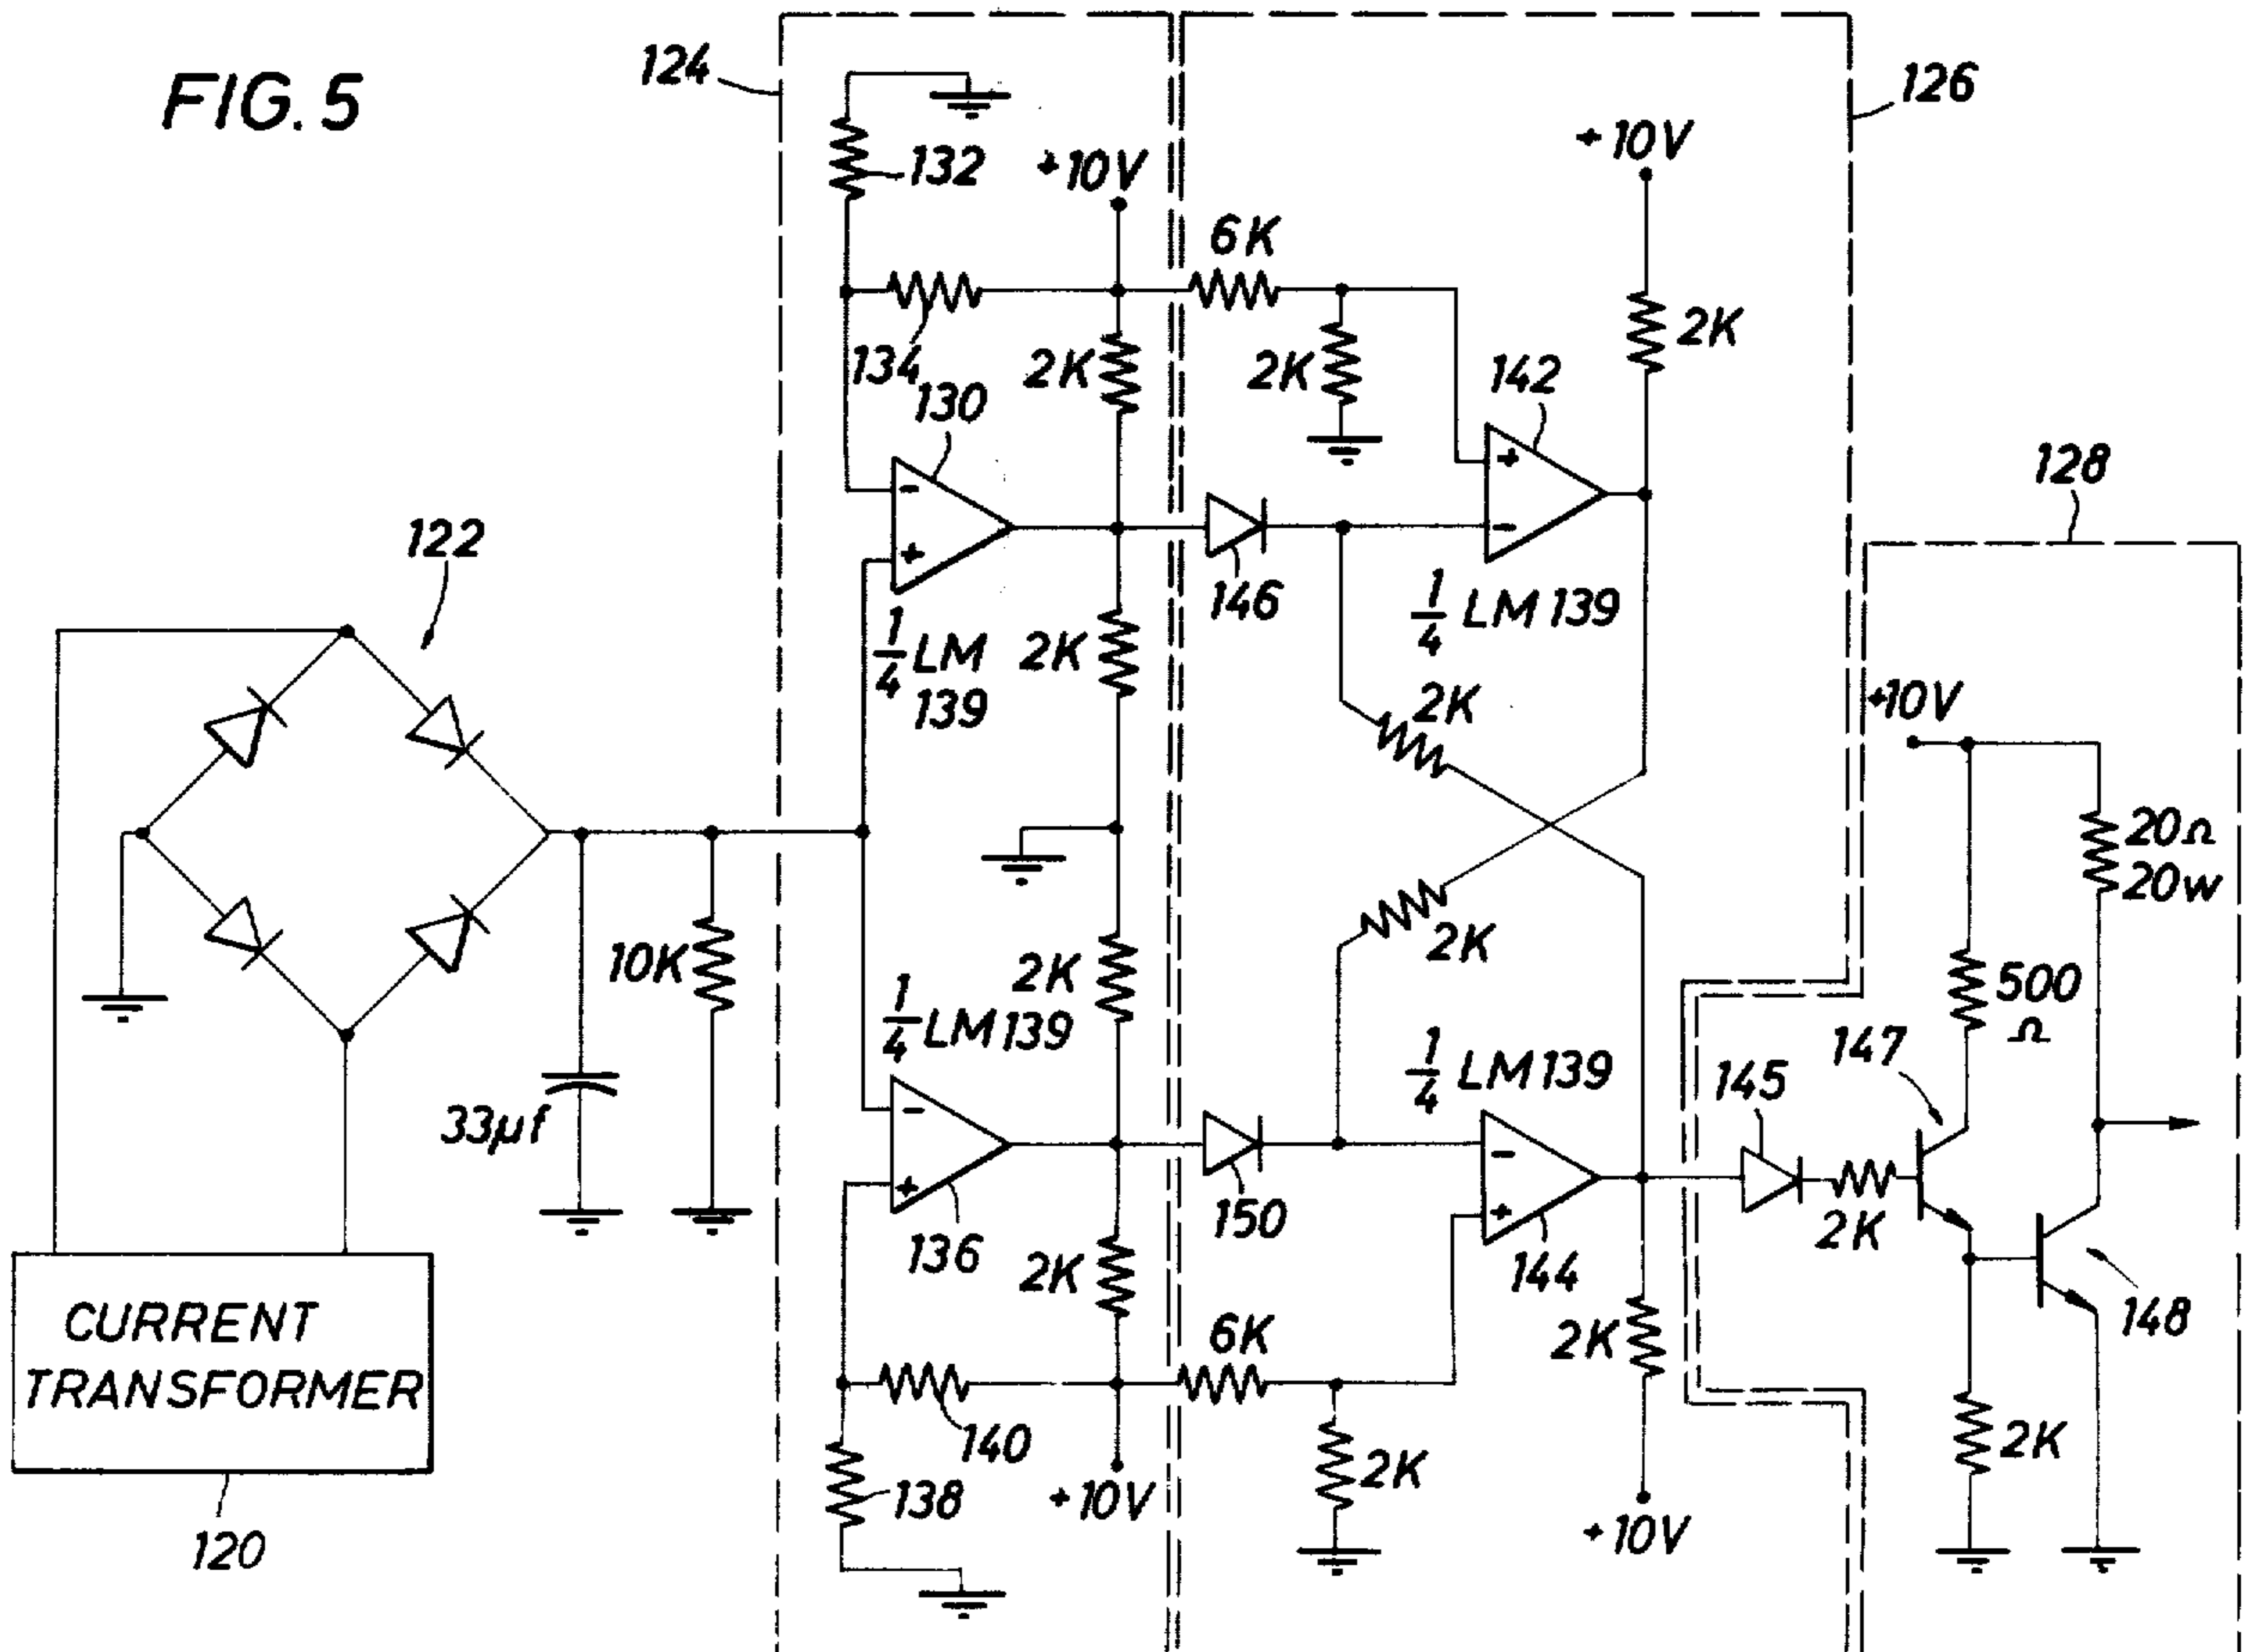 FIG. 5
124
126
132
+10V
+10V
6K
134
2K
2K
2K
130
142
128
122
146
1/4 LM 139
1/4 LM
139
2K
2K
+10V
20Ω
20W
10K
2K
2K
500
Ω
1/4 LM 139
1/4 LM 139
147
145
33µf
150
2K
136
2K
144
148
CURRENT
TRANSFORMER
6K
2K
140
2K
2K
138
+10V
+10V
120